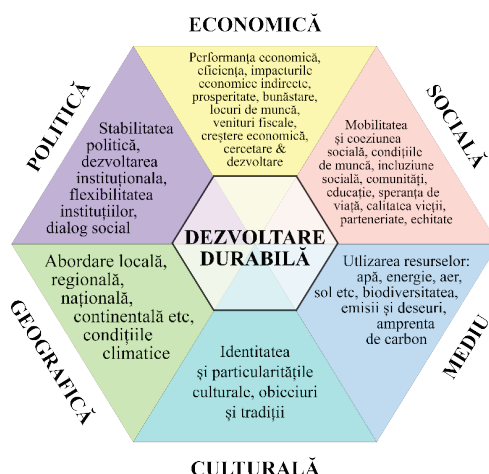 ECONOMICĂ
Performanța economică,
eficiența, impacturile
economice indirecte,
prosperitate, bunăstare,
locuri de muncă,
venituri fiscale,
creștere economică,
cercetare &
dezvoltare
SOCIALĂ
Mobilitatea
și coeziunea
socială, condițiile
de muncă, incluziune
socială, comunități,
educație, speranța de
viață, calitatea vieții,
parteneriate, echitate
POLITICĂ
Stabilitatea
politică,
dezvoltarea
instituționala,
flexibilitatea
instituțiilor,
dialog social
DEZVOLTARE
DURABILĂ
Abordare locală,
regională,
națională,
continentală etc,
condițiile
climatice
GEOGRAFICĂ
Utlizarea resurselor:
apă, energie, aer,
sol etc, biodiversitatea,
emisii și deseuri,
amprenta
de carbon
MEDIU
Identitatea
și particularitățile
culturale, obiceiuri
și tradiții
CULTURALĂ